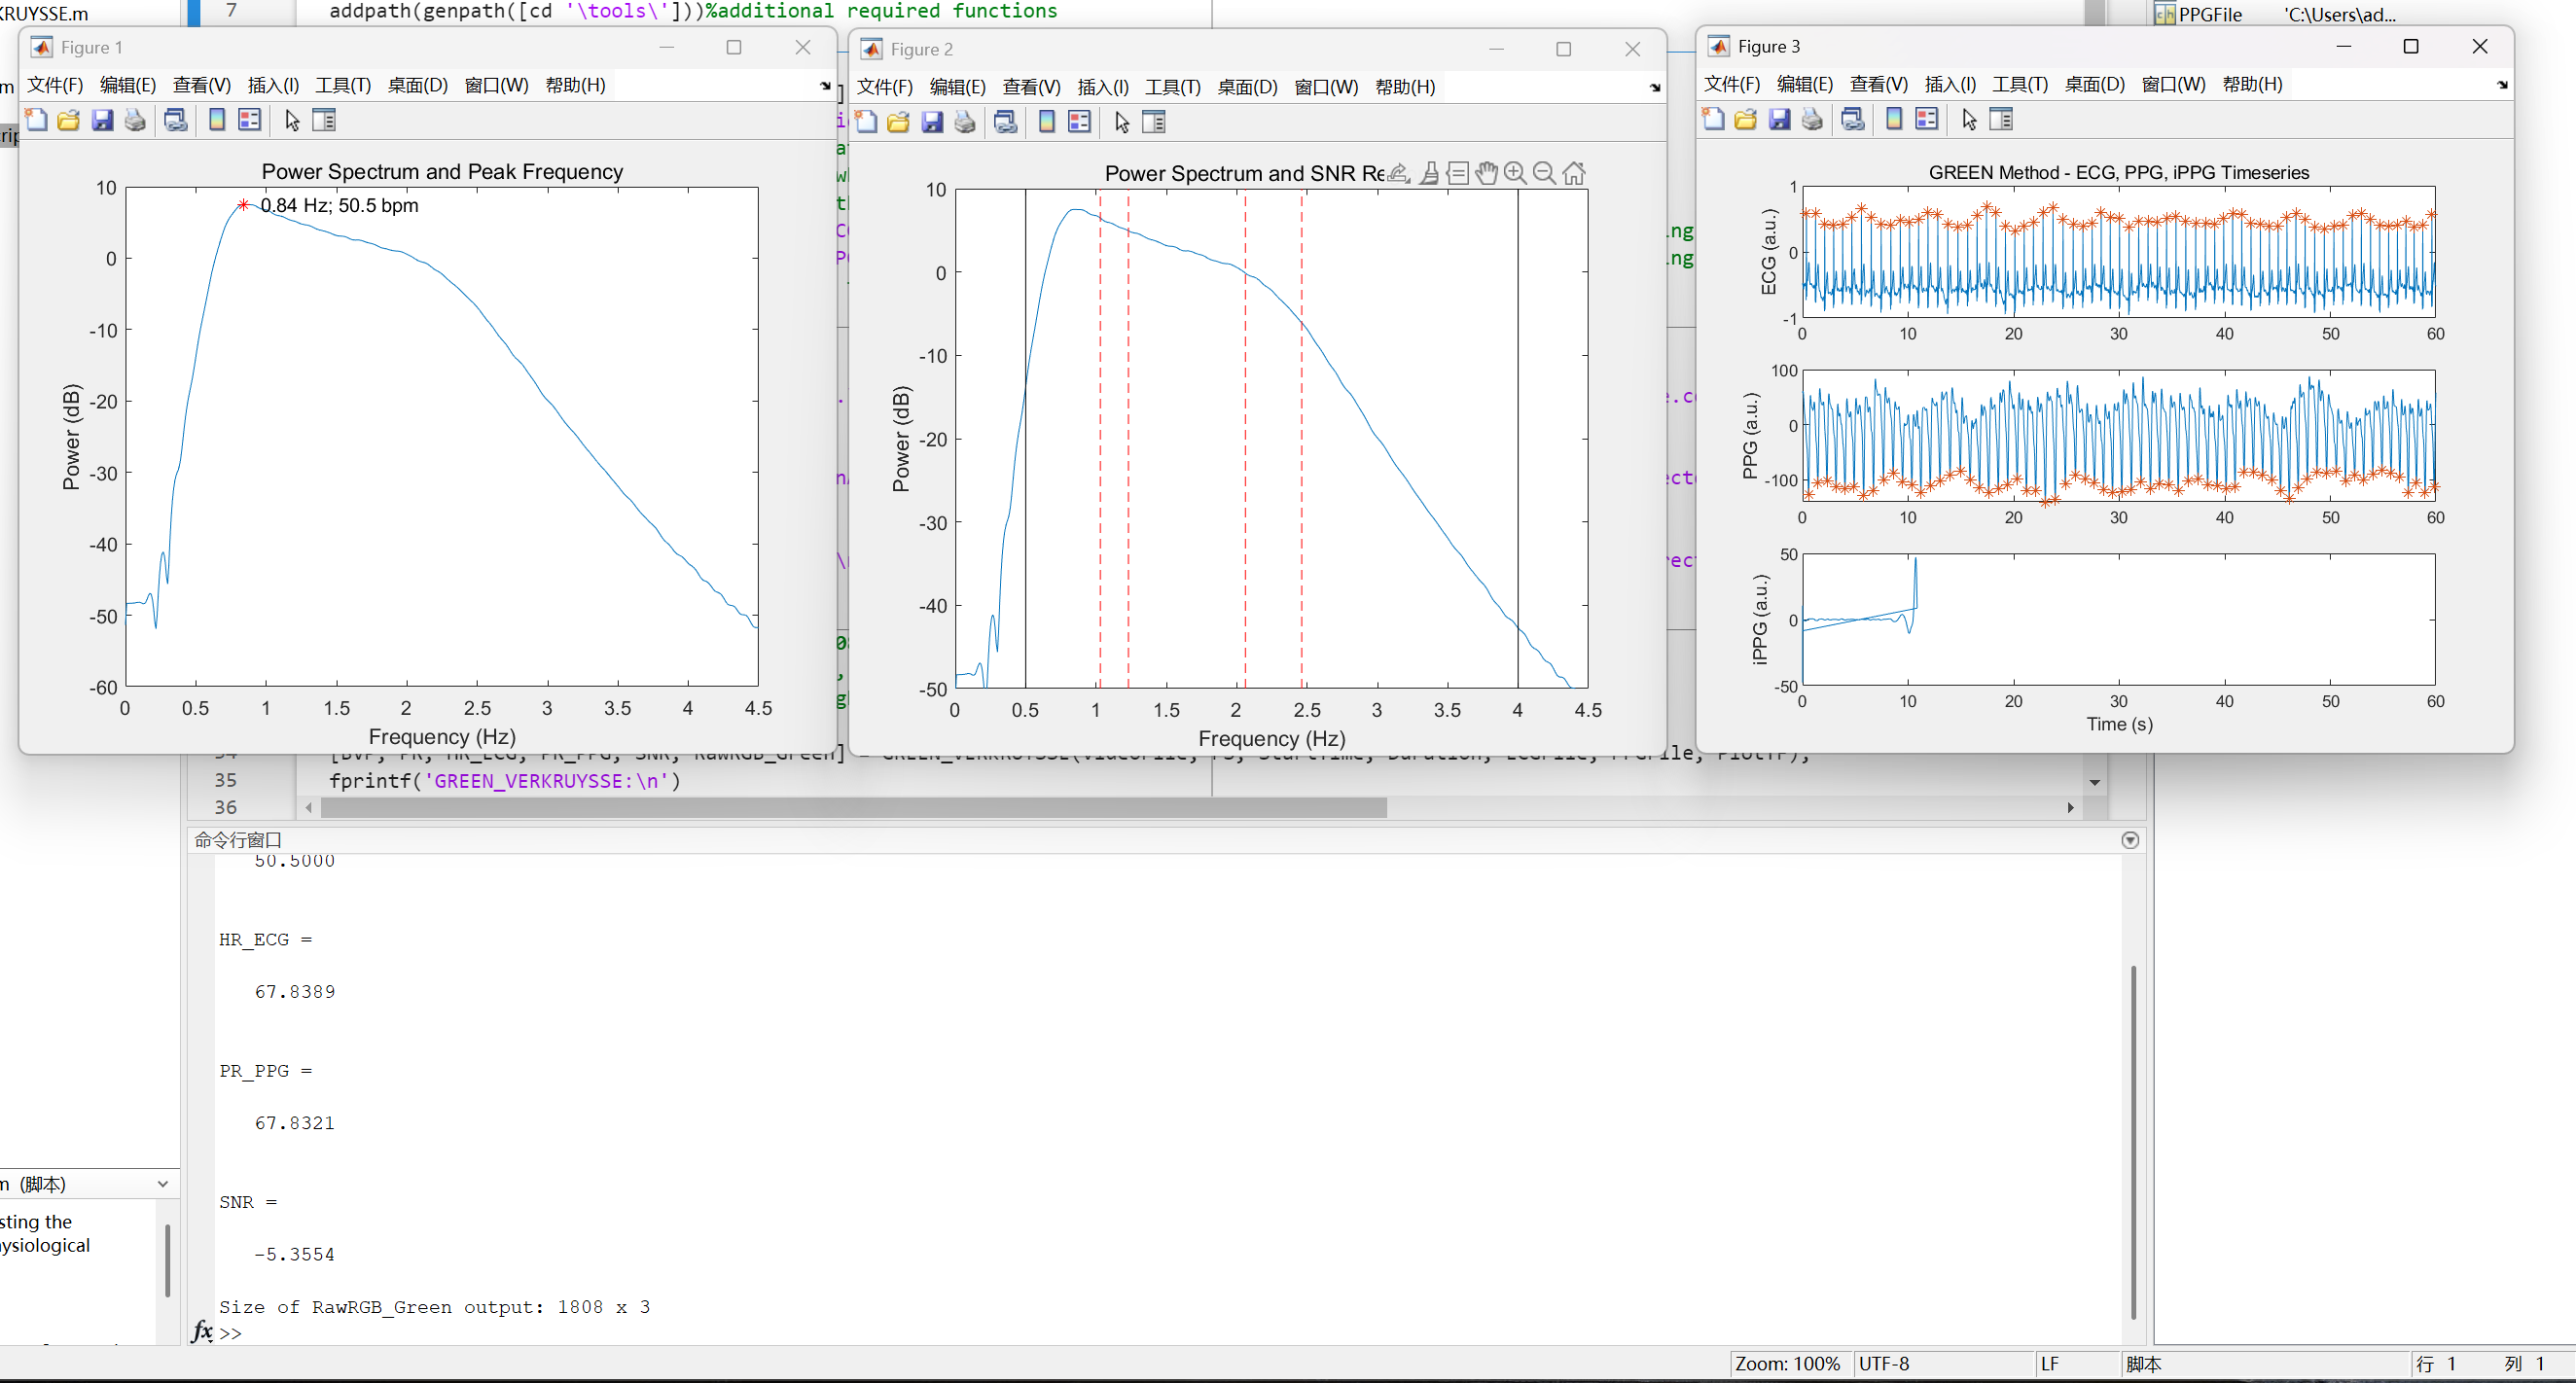 KRUYSSE.m
7 addpath(genpath([cd '\tools\']))%additional required functions
PPGFile 'C:\Users\ad...
Figure 1
文件(F) 编辑(E) 查看(V) 插入(I) 工具(T) 桌面(D) 窗口(W) 帮助(H)
Power Spectrum and Peak Frequency
0.84 Hz; 50.5 bpm
Power (dB)
10
0
-10
-20
-30
-40
-50
-60
0 0.5 1 1.5 2 2.5 3 3.5 4 4.5
Frequency (Hz)
Figure 2
文件(F) 编辑(E) 查看(V) 插入(I) 工具(T) 桌面(D) 窗口(W) 帮助(H)
Power Spectrum and SNR Re
Power (dB)
10
0
-10
-20
-30
-40
-50
0 0.5 1 1.5 2 2.5 3 3.5 4 4.5
Frequency (Hz)
Figure 3
文件(F) 编辑(E) 查看(V) 插入(I) 工具(T) 桌面(D) 窗口(W) 帮助(H)
GREEN Method - ECG, PPG, iPPG Timeseries
ECG (a.u.)
1
0
-1
0 10 20 30 40 50 60
PPG (a.u.)
100
0
-100
0 10 20 30 40 50 60
iPPG (a.u.)
50
0
-50
0 10 20 30 40 50 60
Time (s)
35 fprintf('GREEN_VERKRUYSSE:\n')
36
命令行窗口
50.5000
HR_ECG =
67.8389
PR_PPG =
67.8321
SNR =
-5.3554
Size of RawRGB_Green output: 1808 x 3
fx >>
m (脚本)
sting the
ysiological
Zoom: 100% UTF-8 LF 脚本 行 1 列 1